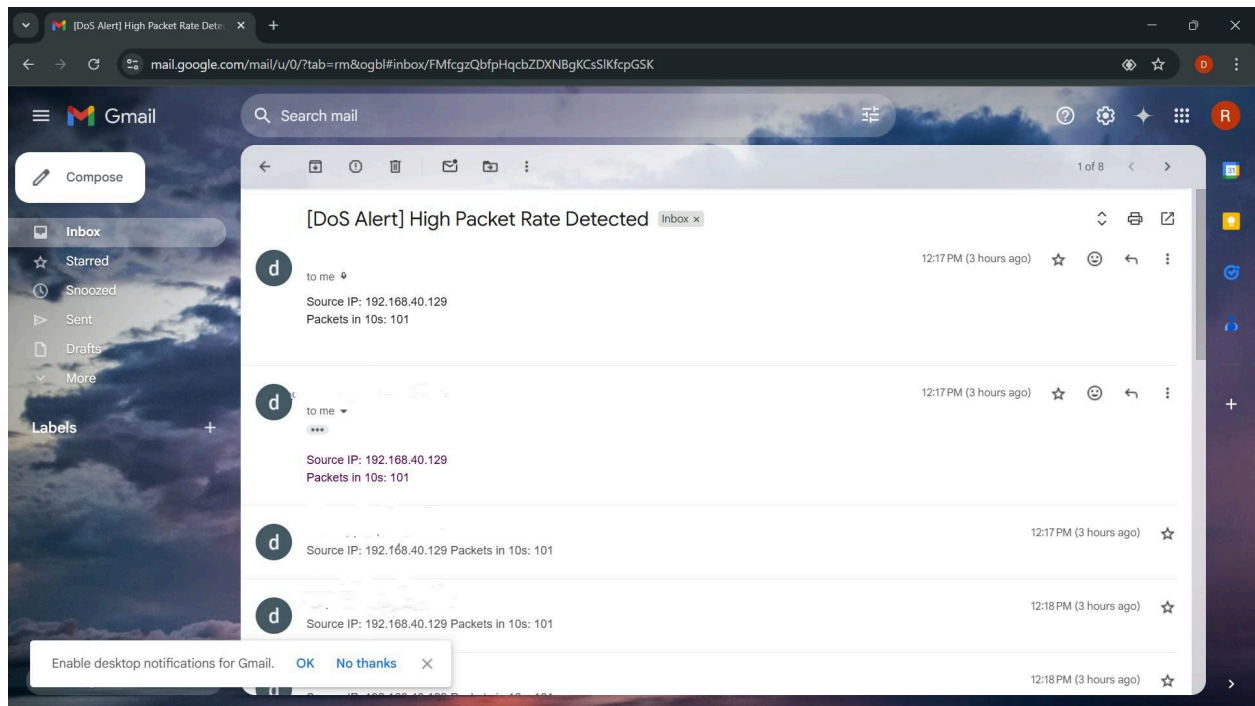 [DoS Alert] High Packet Rate Detec
mail.google.com/mail/u/0/?tab=rm&ogbl#inbox/FMfcgzQbfpHqcbZDXNBgKCsSlKfcpGSK
D
Gmail
Search mail
R
Compose
1 of 8
31
[DoS Alert] High Packet Rate Detected Inbox ×
Inbox
Starred
Snoozed
Sent
Drafts
More
Labels
d
12:17 PM (3 hours ago)
to me
Source IP: 192.168.40.129
Packets in 10s: 101
d
12:17 PM (3 hours ago)
to me
Source IP: 192.168.40.129
Packets in 10s: 101
d
12:17 PM (3 hours ago)
Source IP: 192.168.40.129 Packets in 10s: 101
d
12:18 PM (3 hours ago)
Source IP: 192.168.40.129 Packets in 10s: 101
Enable desktop notifications for Gmail. OK No thanks
12:18 PM (3 hours ago)